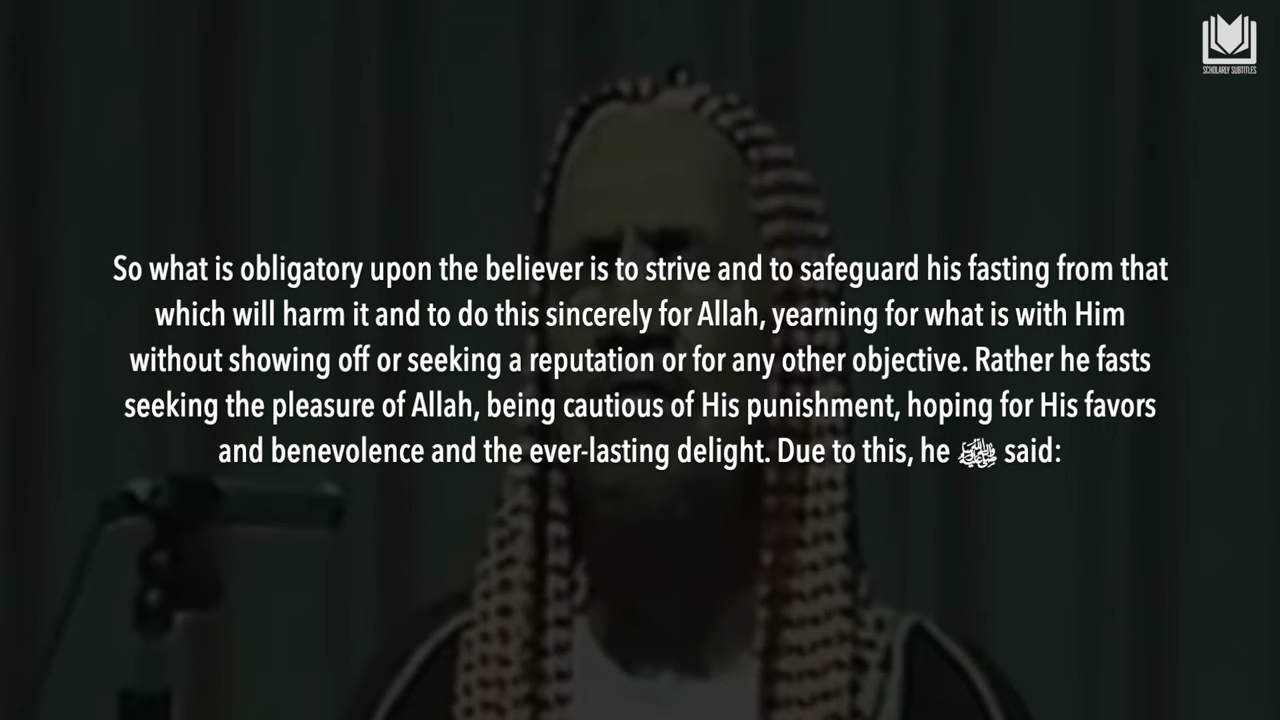 SCHOLARLY SUBTITLES
So what is obligatory upon the believer is to strive and to safeguard his fasting from that
which will harm it and to do this sincerely for Allah, yearning for what is with Him
without showing off or seeking a reputation or for any other objective. Rather he fasts
seeking the pleasure of Allah, being cautious of His punishment, hoping for His favors
and benevolence and the ever-lasting delight. Due to this, he ﷺ said: